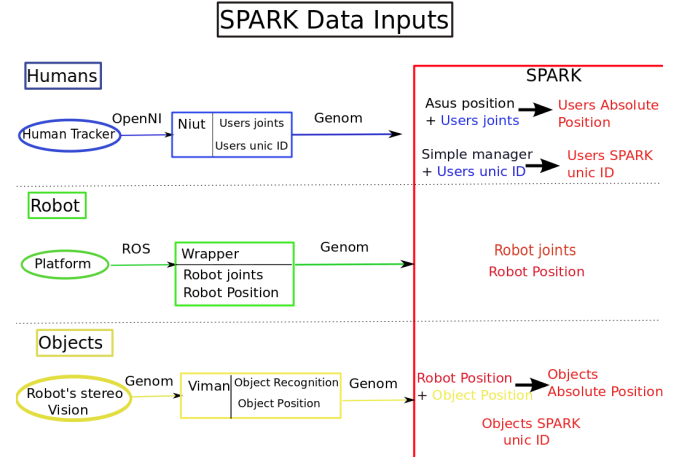 SPARK Data Inputs
Humans
SPARK
Human Tracker
OpenNI
Niut
Users joints
Users unic ID
Genom
Asus position
+ Users joints
Users Absolute
Position
Simple manager
+ Users unic ID
Users SPARK
unic ID
Robot
Platform
ROS
Wrapper
Robot joints
Robot Position
Genom
Robot joints
Robot Position
Objects
Robot's stereo
Vision
Genom
Viman
Object Recognition
Object Position
Genom
Robot Position
+ Object Position
Objects
Absolute Position
Objects SPARK
unic ID